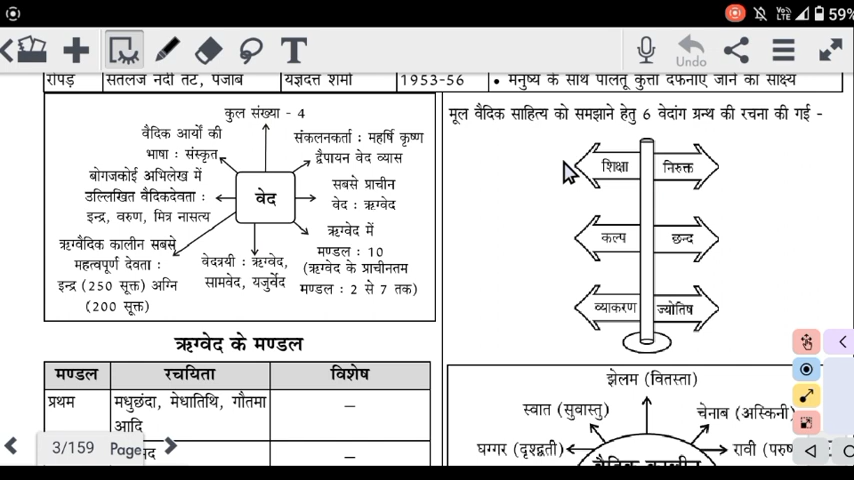 59%
Vo) LTE
T
Undo
रोपड़ सतलज नदी तट, पंजाब यज्ञदत्त शर्मा 1953-56 • मनुष्य के साथ पालतू कुत्ता दफनाए जाने का साक्ष्य
कुल संख्या - 4
वैदिक आर्यों की
भाषा : संस्कृत
संकलनकर्ता : महर्षि कृष्ण
द्वैपायन वेद व्यास
बोगजकोई अभिलेख में
उल्लिखित वैदिकदेवता :
इन्द्र, वरुण, मित्र नासत्य
वेद
सबसे प्राचीन
वेद : ऋग्वेद
ऋग्वैदिक कालीन सबसे
महत्वपूर्ण देवता :
इन्द्र (250 सूक्त) अग्नि
(200 सूक्त)
वेदत्रयी : ऋग्वेद,
सामवेद, यजुर्वेद
ऋग्वेद में
मण्डल : 10
(ऋग्वेद के प्राचीनतम
मण्डल : 2 से 7 तक)
ऋग्वेद के मण्डल
मण्डल रचयिता विशेष
प्रथम मधुछंदा, मेधातिथि, गौतमा –
आदि
–
3/159 Page
मूल वैदिक साहित्य को समझाने हेतु 6 वेदांग ग्रन्थ की रचना की गई -
शिक्षा निरुक्त
कल्प छन्द
व्याकरण ज्योतिष
झेलम (वितस्ता)
स्वात (सुवास्तु) चेनाब (अस्किनी)
घग्गर (दृशद्वती) रावी
वैदिक कालीन